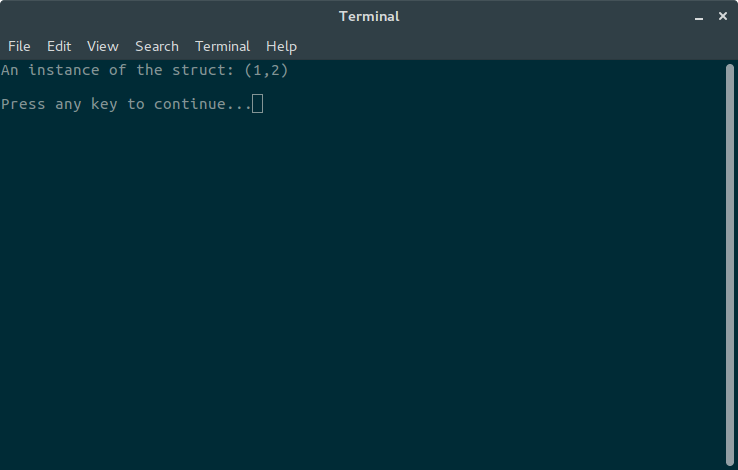 Terminal
File Edit View Search Terminal Help
An instance of the struct: (1,2)
Press any key to continue...